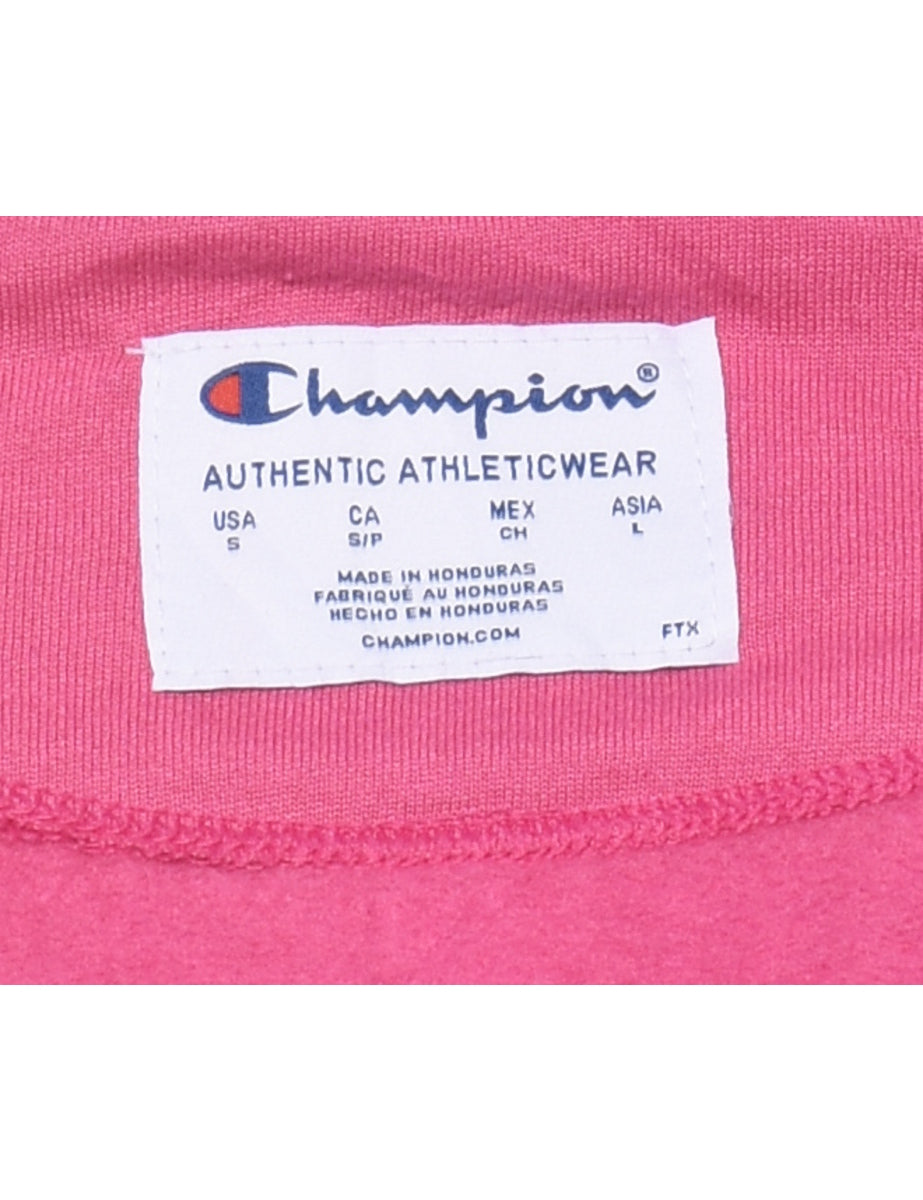 Champion®
AUTHENTIC ATHLETICWEAR
USA CA MEX ASIA
S S/P CH L
MADE IN HONDURAS
FABRIQUÉ AU HONDURAS
HECHO EN HONDURAS
CHAMPION.COM FTX